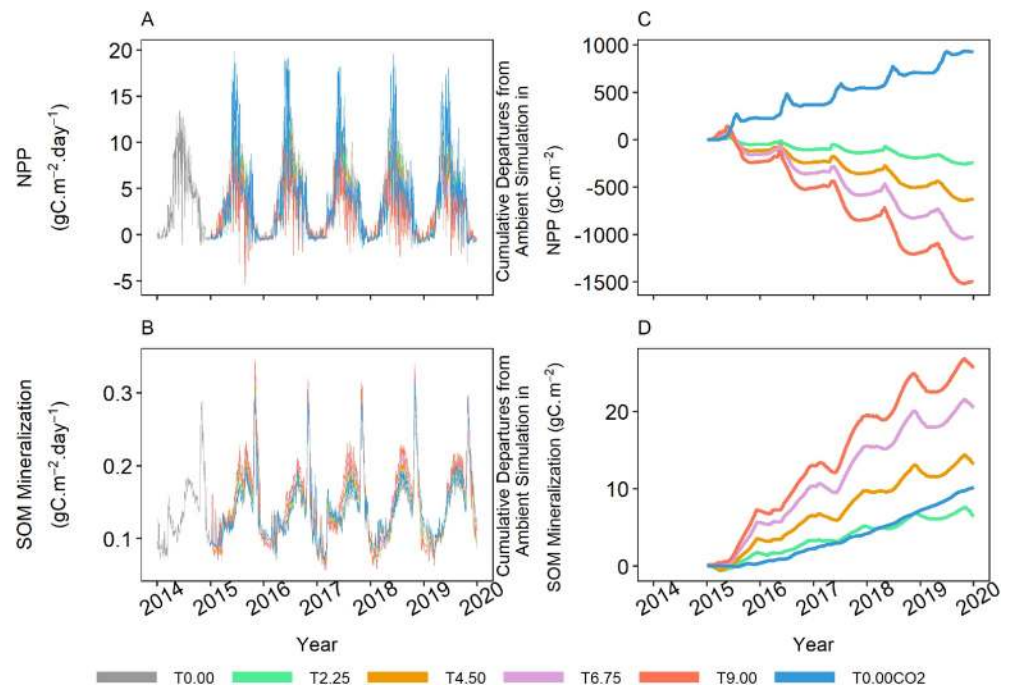 A
NPP
(gC.m⁻².day⁻¹)
20
15
10
5
0
-5
C
Cumulative Departures from
Ambient Simulation in
NPP (gC.m⁻²)
1000
500
0
-500
-1000
-1500
B
SOM Mineralization
(gC.m⁻².day⁻¹)
0.3
0.2
0.1
2014
2015
2016
2017
2018
2019
2020
Year
D
Cumulative Departures from
Ambient Simulation in
SOM Mineralization (gC.m⁻²)
20
10
0
2014
2015
2016
2017
2018
2019
2020
Year
T0.00 T2.25 T4.50 T6.75 T9.00 T0.00CO2